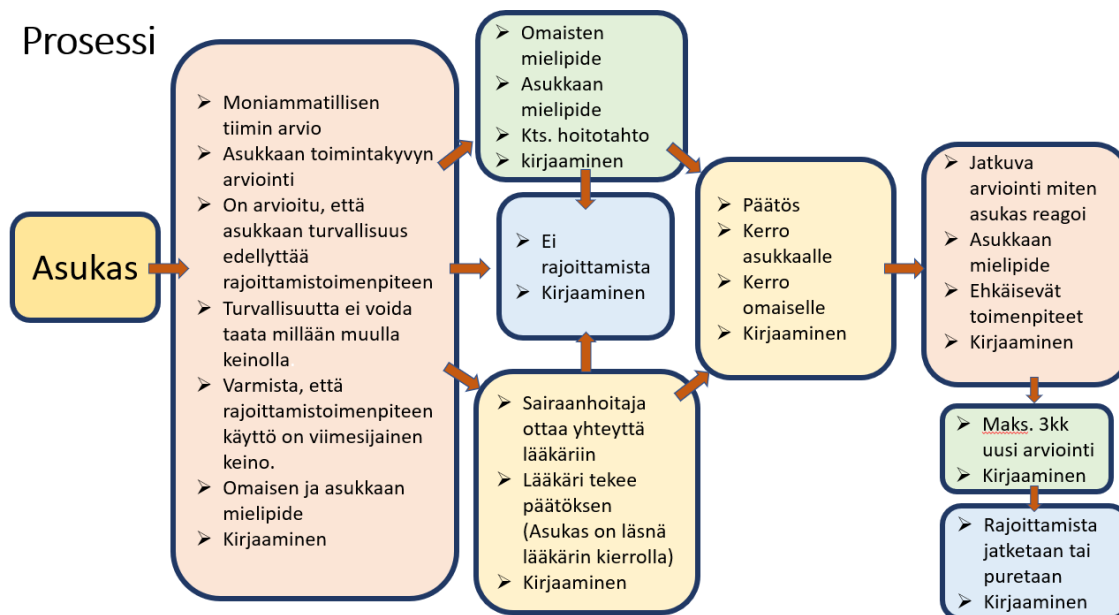 Prosessi
Asukas
➢ Moniammatillisen
tiimin arvio
➢ Asukkaan toimintakyvyn
arviointi
➢ On arvioitu, että
asukkaan turvallisuus
edellyttää
rajoittamistoimenpiteen
➢ Turvallisuutta ei voida
taata millään muulla
keinolla
➢ Varmista, että
rajoittamistoimenpiteen
käyttö on viimesijainen
keino.
➢ Omaisen ja asukkaan
mielipide
➢ Kirjaaminen
➢ Omaisten
mielipide
➢ Asukkaan
mielipide
➢ Kts. hoitotahto
➢ kirjaaminen
➢ Ei
rajoittamista
➢ Kirjaaminen
➢ Sairaanhoitaja
ottaa yhteyttä
lääkäriin
➢ Lääkäri tekee
päätöksen
(Asukas on läsnä
lääkärin kierrolla)
➢ Kirjaaminen
➢ Päätös
➢ Kerro
asukkaalle
➢ Kerro
omaiselle
➢ Kirjaaminen
➢ Jatkuva
arviointi miten
asukas reagoi
➢ Asukkaan
mielipide
➢ Ehkäisevät
toimenpiteet
➢ Kirjaaminen
➢ Maks. 3kk
uusi arviointi
➢ Kirjaaminen
➢ Rajoittamista
jatketaan tai
puretaan
➢ Kirjaaminen